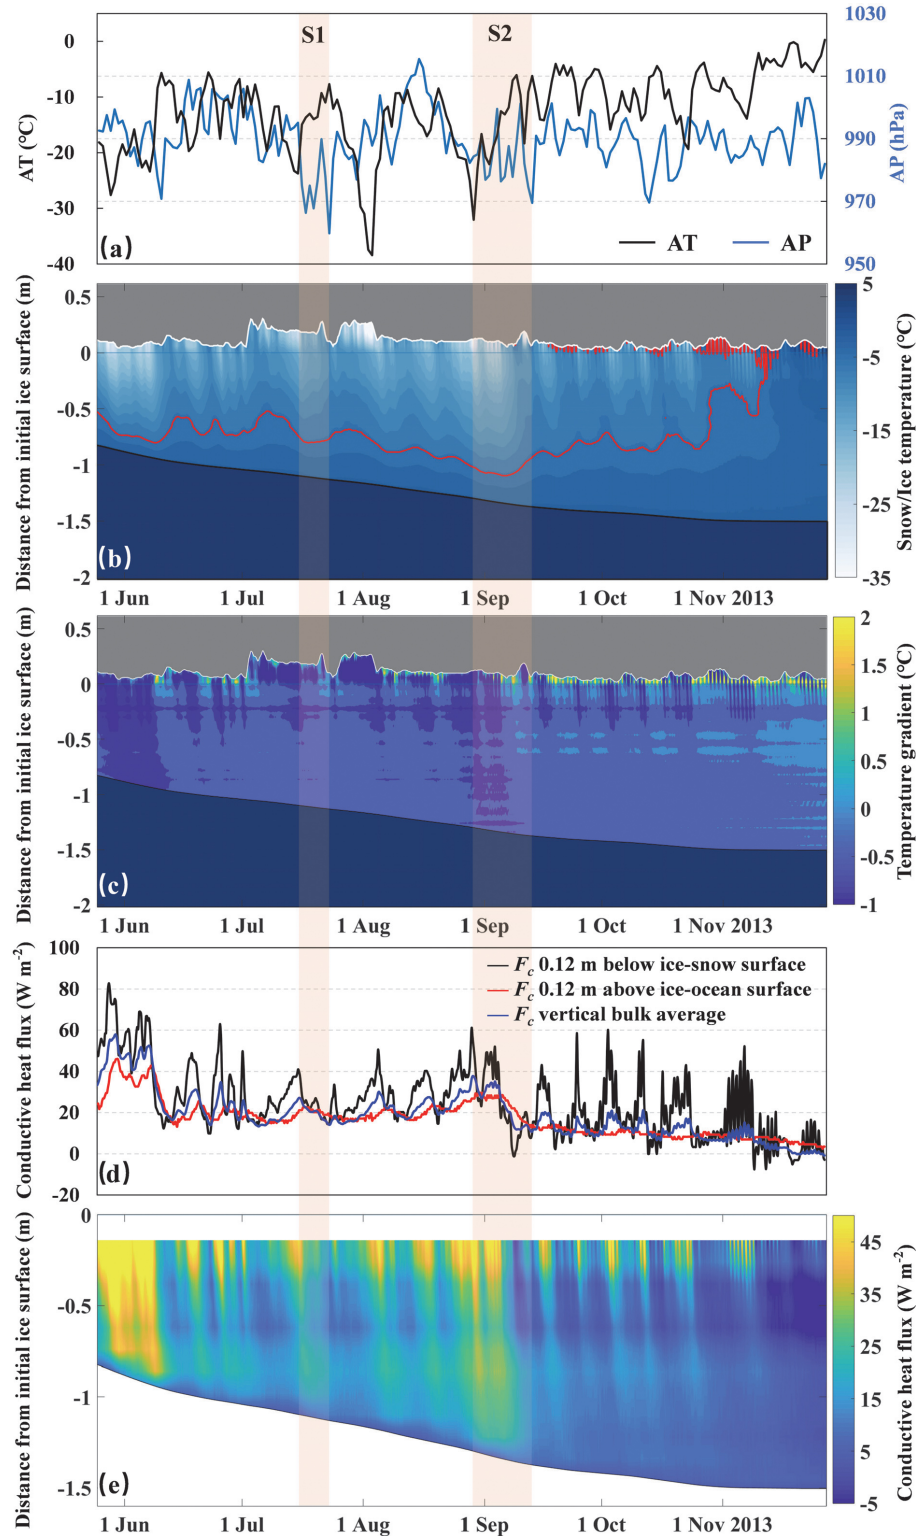 S1
S2
0
-10
-20
-30
-40
AT (°C)
1030
1010
990
970
950
AP (hPa)
(a)
AT
AP
0.5
0
-0.5
-1
-1.5
-2
Distance from initial ice surface (m)
(b)
5
-5
-15
-25
-35
Snow/Ice temperature (°C)
1 Jun
1 Jul
1 Aug
1 Sep
1 Oct
1 Nov 2013
0.5
0
-0.5
-1
-1.5
-2
Distance from initial ice surface (m)
(c)
2
1.5
1
0.5
0
-0.5
-1
Temperature gradient (°C)
1 Jun
1 Jul
1 Aug
1 Sep
1 Oct
1 Nov 2013
100
80
60
40
20
0
-20
Conductive heat flux (W m⁻²)
F_c 0.12 m below ice-snow surface
F_c 0.12 m above ice-ocean surface
F_c vertical bulk average
(d)
0
-0.5
-1
-1.5
Distance from initial ice surface (m)
(e)
45
35
25
15
5
-5
Conductive heat flux (W m⁻²)
1 Jun
1 Jul
1 Aug
1 Sep
1 Oct
1 Nov 2013